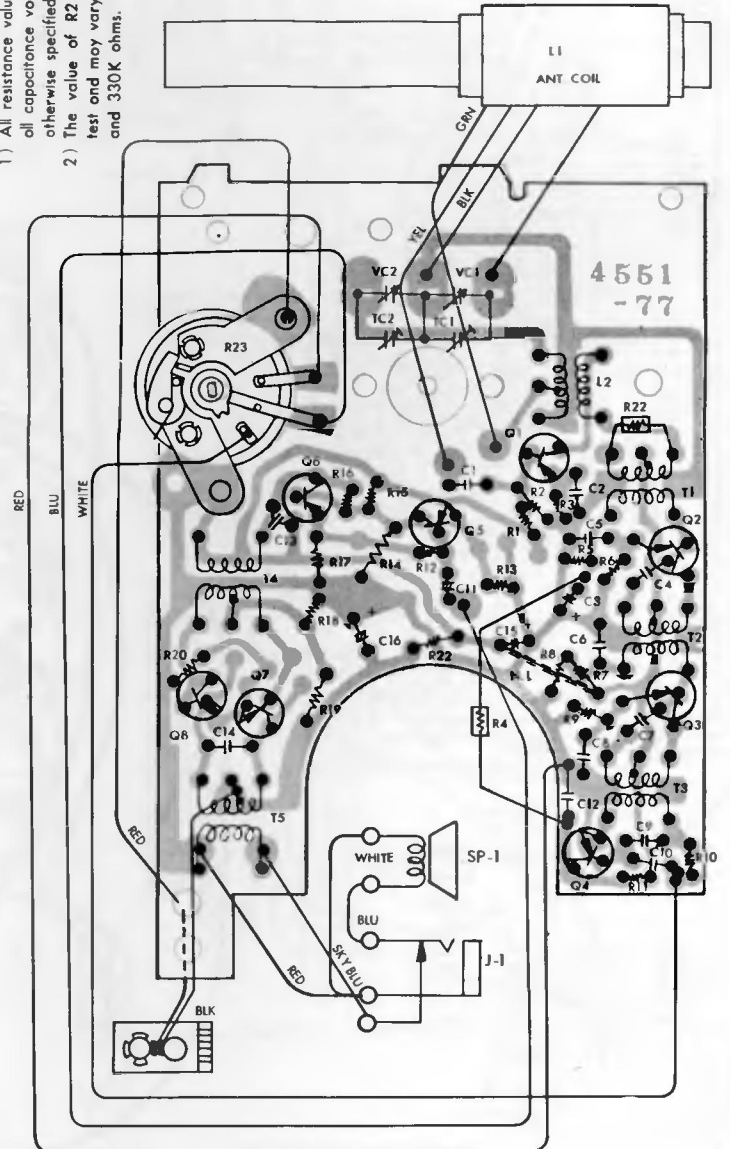 1) All resistance valu
all capacitance vo
otherwise specified
2) The value of R2
test and may vary
and 330K ohms.
L1
ANT COIL
GRN
BLK
YEL
VC2
VC1
TC2
TC1
4551
-77
R23
L2
R22
Q1
T1
Q6
R16
R15
C1
R2
C2
R3
R1
Q5
C5
Q2
C13
R17
R14
R12
R13
R5
R6
C4
C11
C3
R18
C16
R22
C15
C6
T2
R20
Q7
R8
R7
R19
R4
R9
C7
Q3
Q8
C14
C8
T5
C12
T3
WHITE
SP-1
C9
C10
R10
Q4
R11
BLU
J-1
RED
SKY BLU
RED
BLK
RED
BLU
WHITE